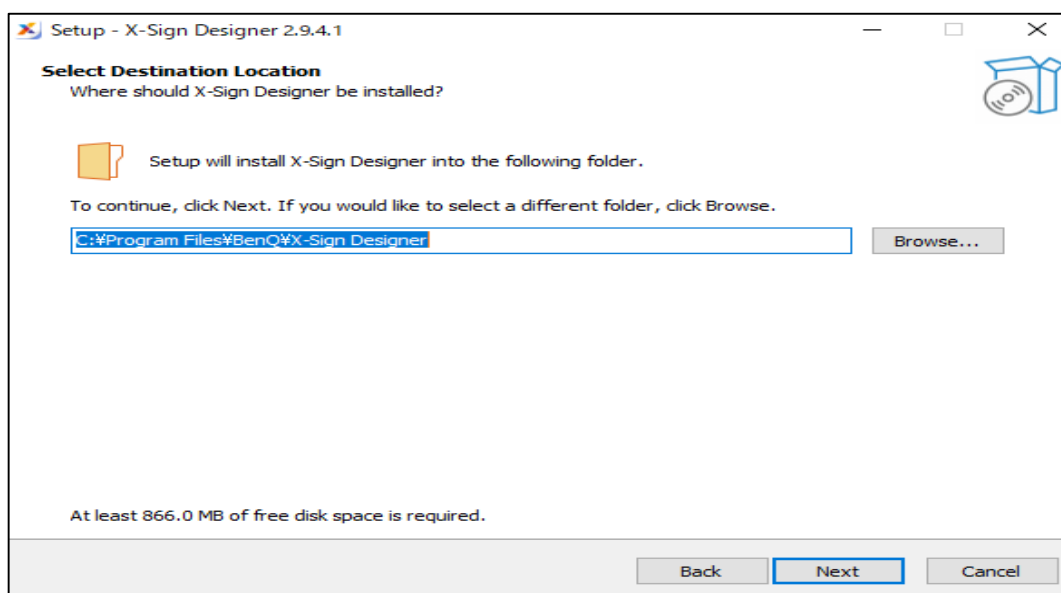 Setup - X-Sign Designer 2.9.4.1
Select Destination Location
Where should X-Sign Designer be installed?
Setup will install X-Sign Designer into the following folder.
To continue, click Next. If you would like to select a different folder, click Browse.
C:¥Program Files¥BenQ¥X-Sign Designer
Browse...
At least 866.0 MB of free disk space is required.
Back Next Cancel